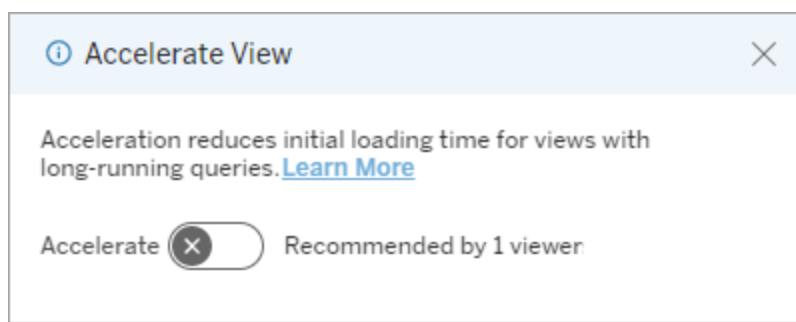 Accelerate View
Acceleration reduces initial loading time for views with
long-running queries. Learn More
Accelerate Recommended by 1 viewer